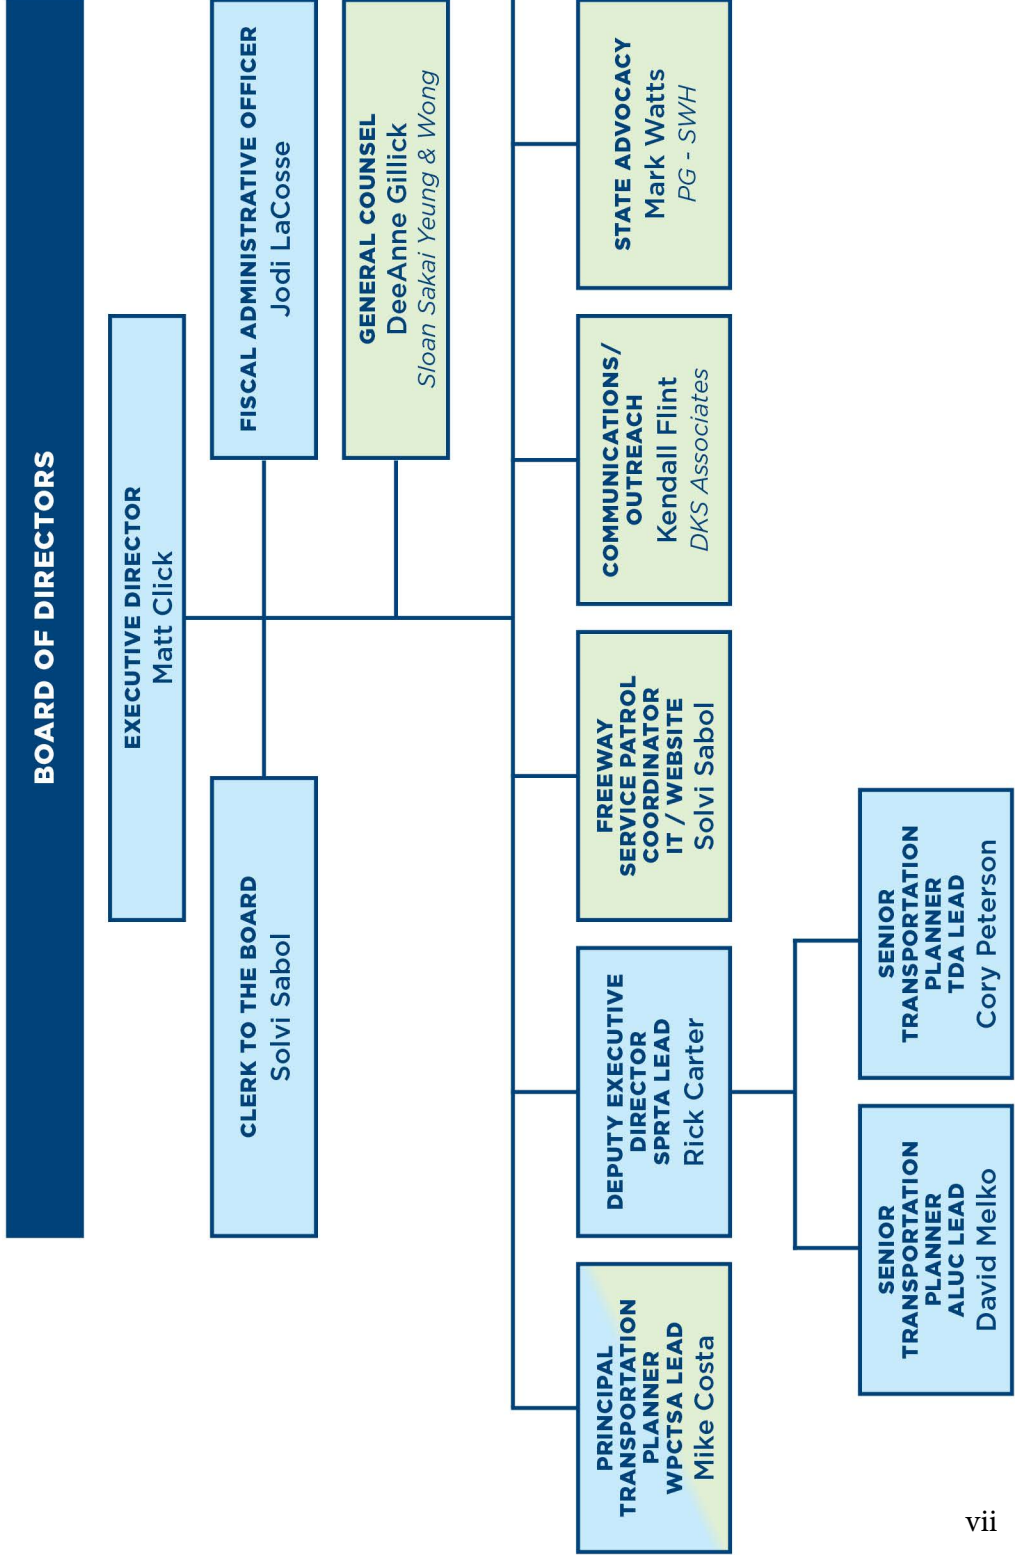 BOARD OF DIRECTORS
EXECUTIVE DIRECTOR
Matt Click
CLERK TO THE BOARD
Solvi Sabol
FISCAL ADMINISTRATIVE OFFICER
Jodi LaCosse
GENERAL COUNSEL
DeeAnne Gillick
Sloan Sakai Yeung & Wong
PRINCIPAL
TRANSPORTATION
PLANNER
WPCTSA LEAD
Mike Costa
DEPUTY EXECUTIVE
DIRECTOR
SPRTA LEAD
Rick Carter
FREEWAY
SERVICE PATROL
COORDINATOR
IT / WEBSITE
Solvi Sabol
COMMUNICATIONS/
OUTREACH
Kendall Flint
DKS Associates
STATE ADVOCACY
Mark Watts
PG - SWH
SENIOR
TRANSPORTATION
PLANNER
ALUC LEAD
David Melko
SENIOR
TRANSPORTATION
PLANNER
TDA LEAD
Cory Peterson
vii